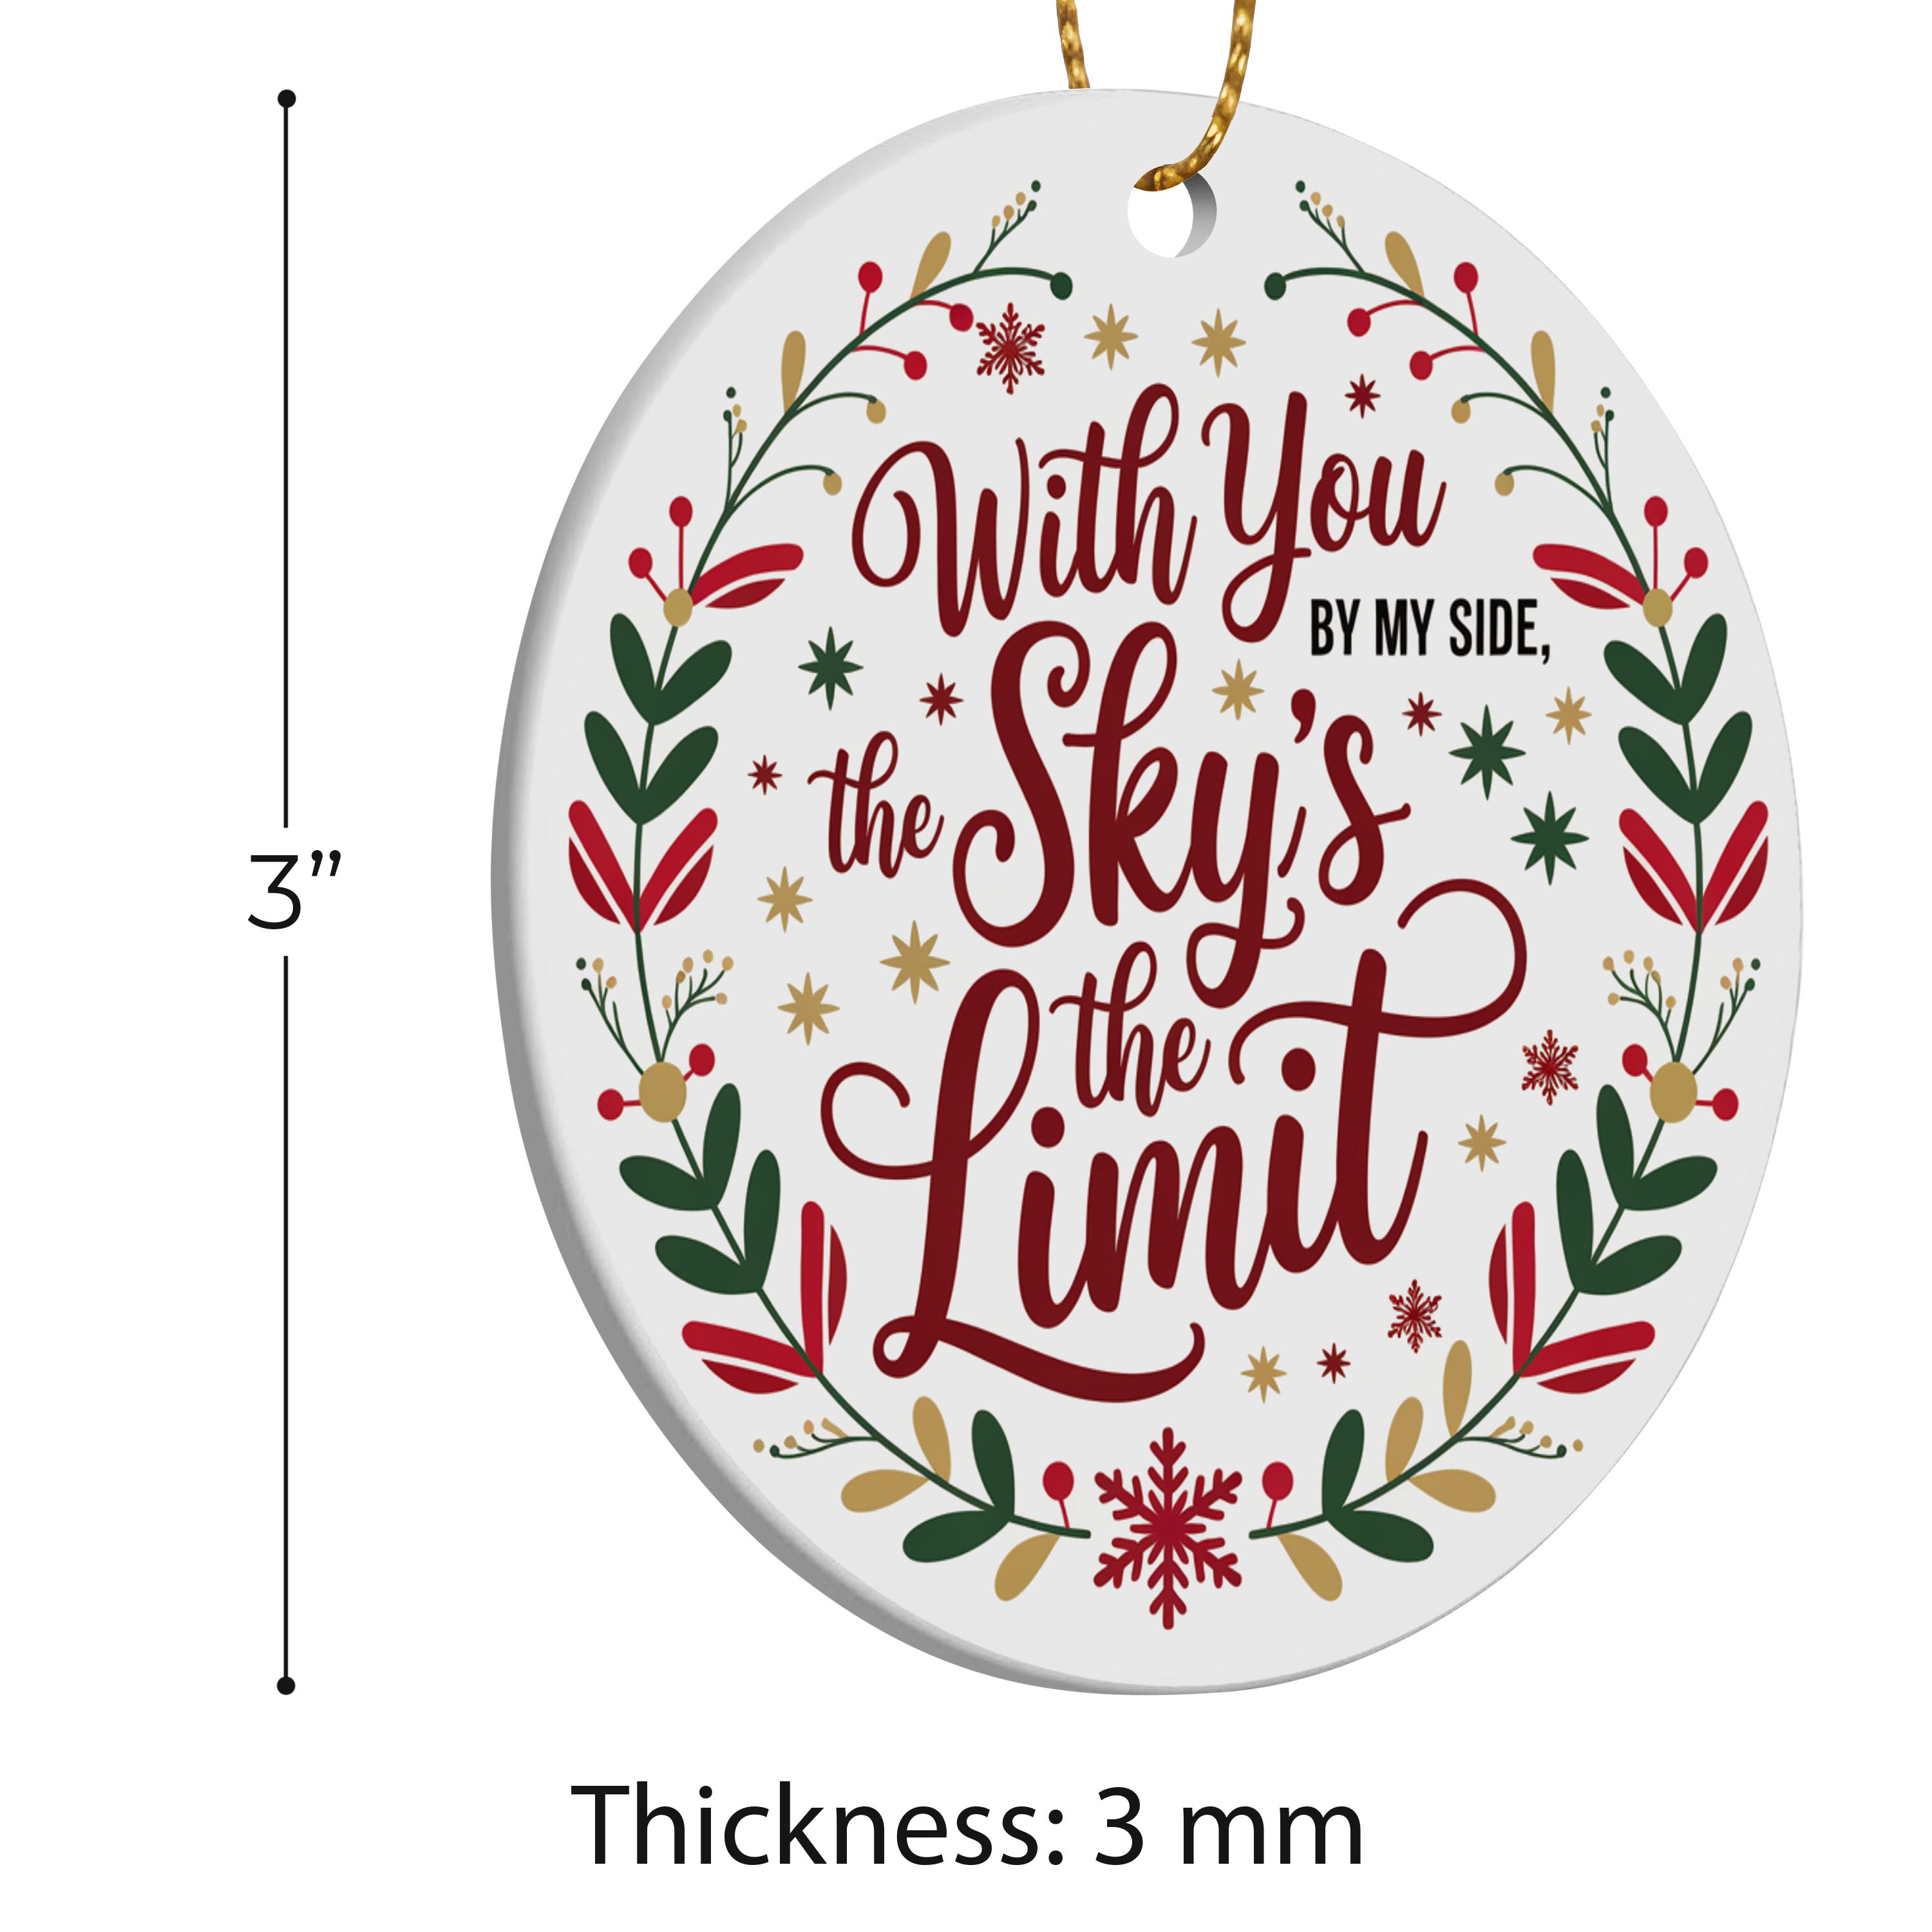 With You
BY MY SIDE,
the Sky's
the
Limit
3”
Thickness: 3 mm